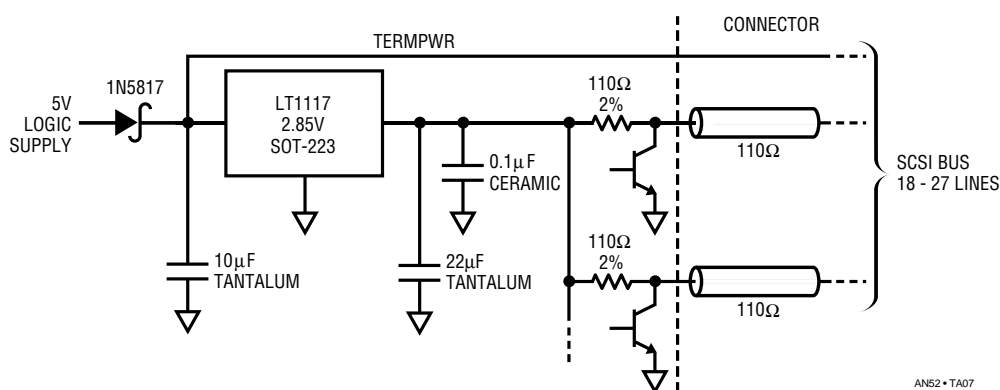 CONNECTOR
TERMPWR
1N5817
5V
LOGIC
SUPPLY
LT1117
2.85V
SOT-223
110Ω
2%
110Ω
0.1μF
CERAMIC
SCSI BUS
18 - 27 LINES
10μF
TANTALUM
22μF
TANTALUM
110Ω
2%
110Ω
AN52 • TA07